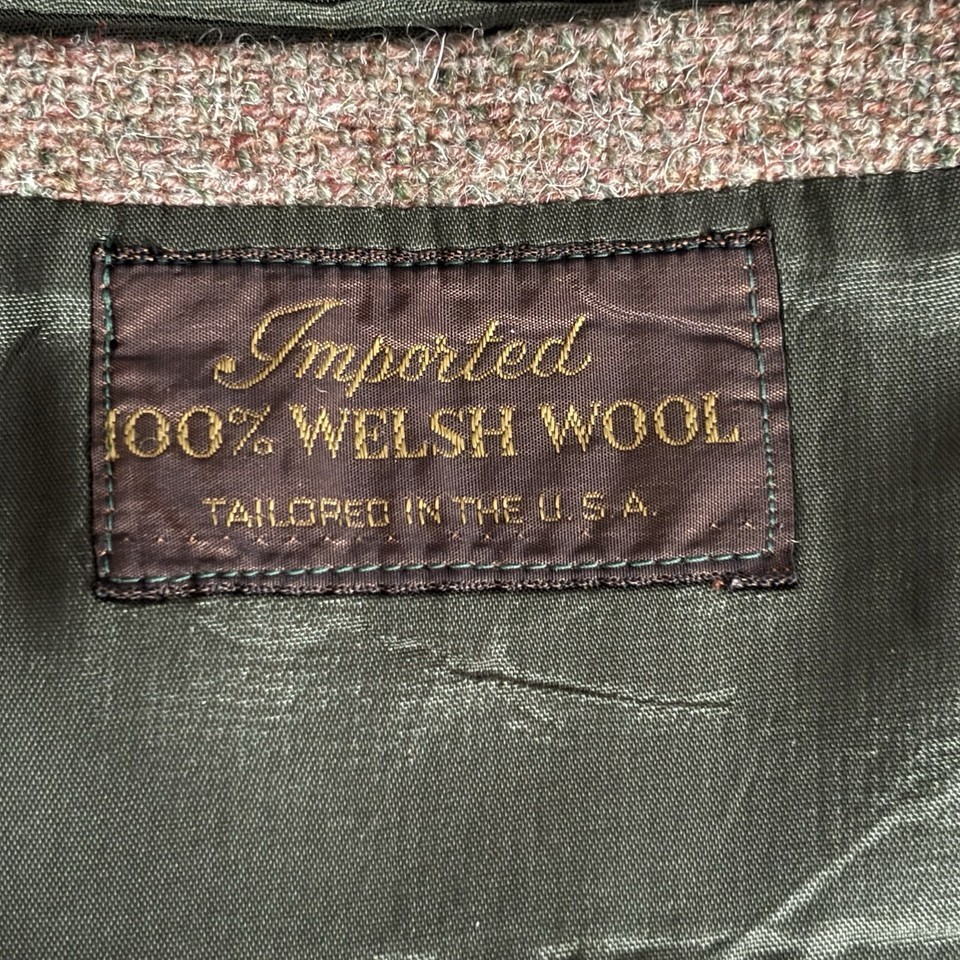 Imported
100% WELSH WOOL
TAILORED IN THE U.S.A.